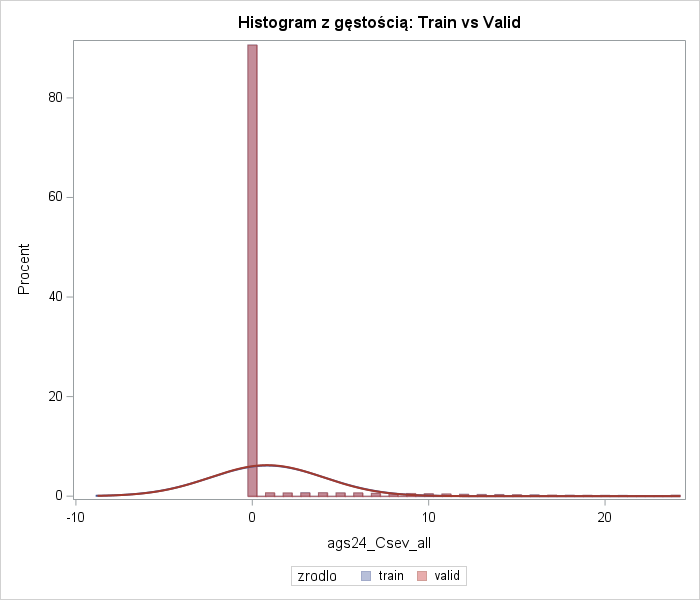 Histogram z gęstością: Train vs Valid
80
60
40
20
0
Procent
-10
0
10
20
ags24_Csev_all
zrodlo train valid